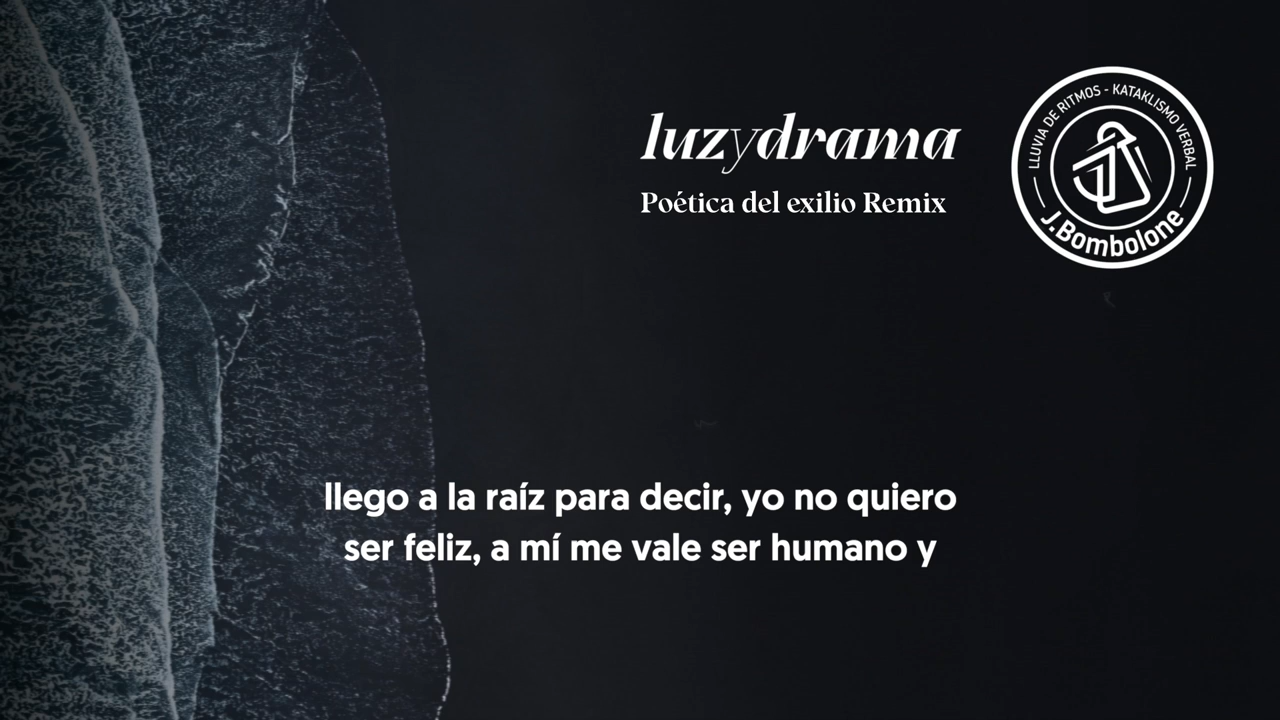 luzydrama
Poética del exilio Remix
LLUVIA DE RITMOS - KATAKLISMO VERBAL
J.Bombolone
llego a la raíz para decir, yo no quiero
ser feliz, a mí me vale ser humano y